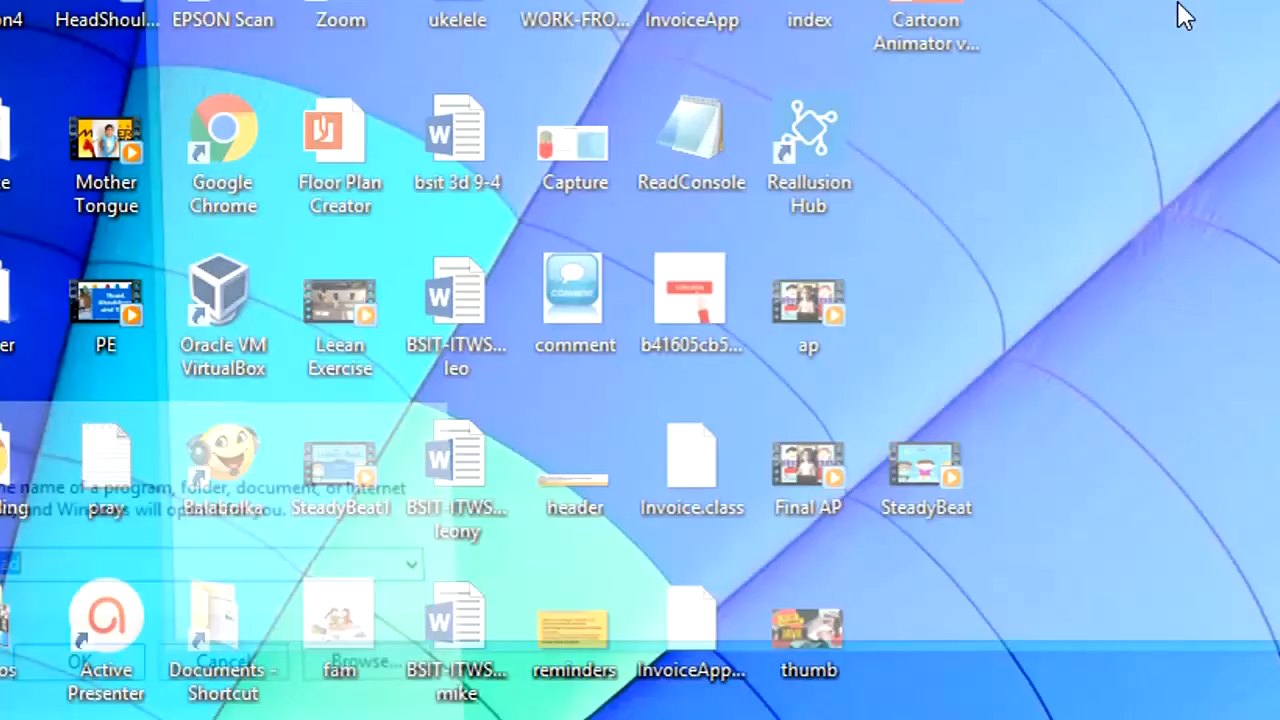 n4 HeadShoul... EPSON Scan Zoom ukelele WORK-FRO... InvoiceApp index Cartoon
Animator v...
Mother Google Floor Plan bsit 3d 9-4 Capture ReadConsole Reallusion
Tongue Chrome Creator Hub
er PE Oracle VM Leean BSIT-ITWS... comment b41605cb5... ap
VirtualBox Exercise leo
COMMENT
ne name of a program, folder, document, or Internet
and Windows will open it for you.
ling pray Balabolka SteadyBeat1 BSIT-ITWS... header Invoice.class Final AP SteadyBeat
leony
ad
OK Cancel Browse...
os Active Documents - fam BSIT-ITWS... reminders InvoiceApp... thumb
Presenter Shortcut mike